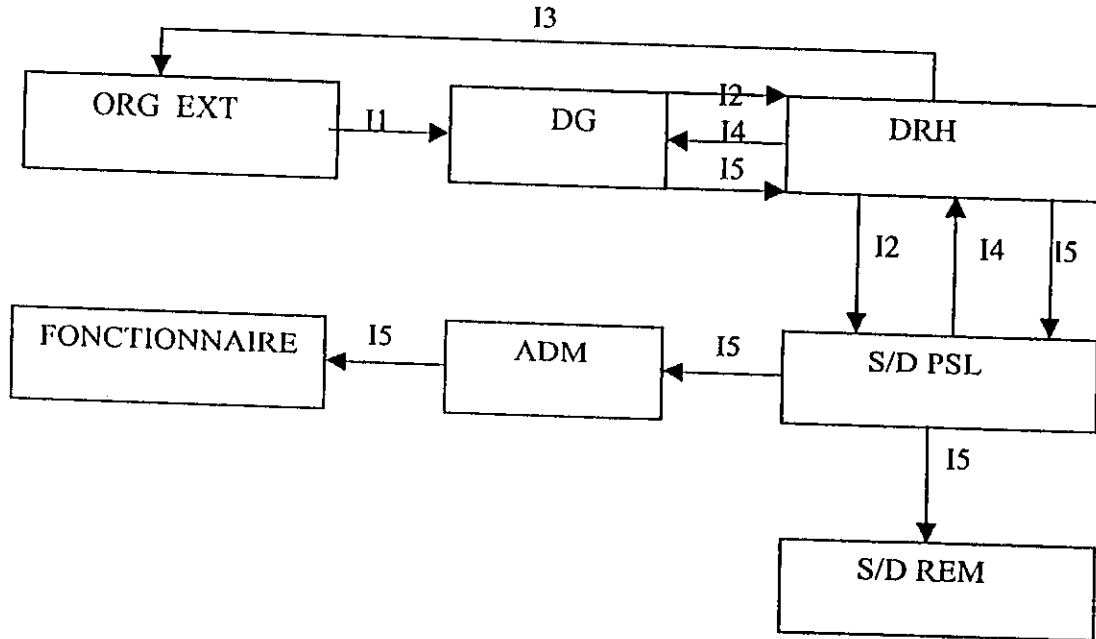 I3
ORG EXT
I1
DG
I2
I4
I5
DRH
I2
I4
I5
FONCTIONNAIRE
I5
ADM
I5
S/D PSL
I5
S/D REM